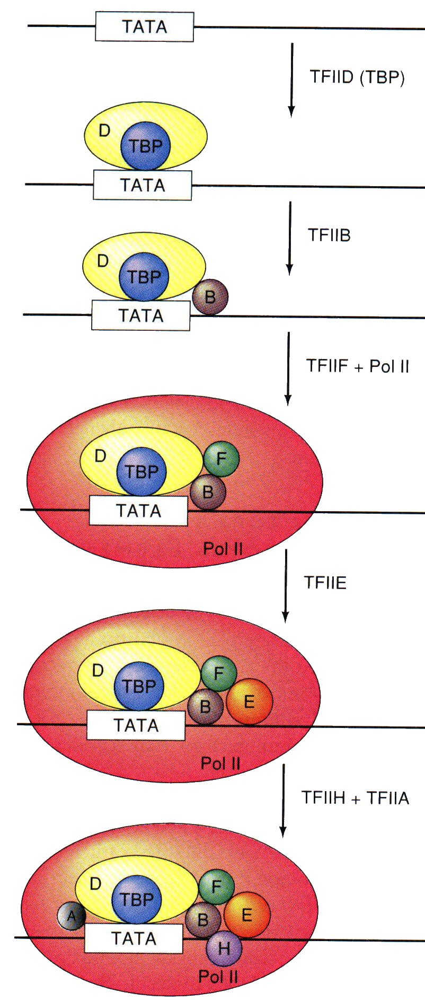 TATA
TFIID (TBP)
D
TBP
TATA
TFIIB
D
TBP
B
TATA
TFIIF + Pol II
D
F
TBP
B
TATA
Pol II
TFIIE
D
F
TBP
E
B
TATA
Pol II
TFIIH + TFIIA
D
F
TBP
A
B
E
TATA
H
Pol II